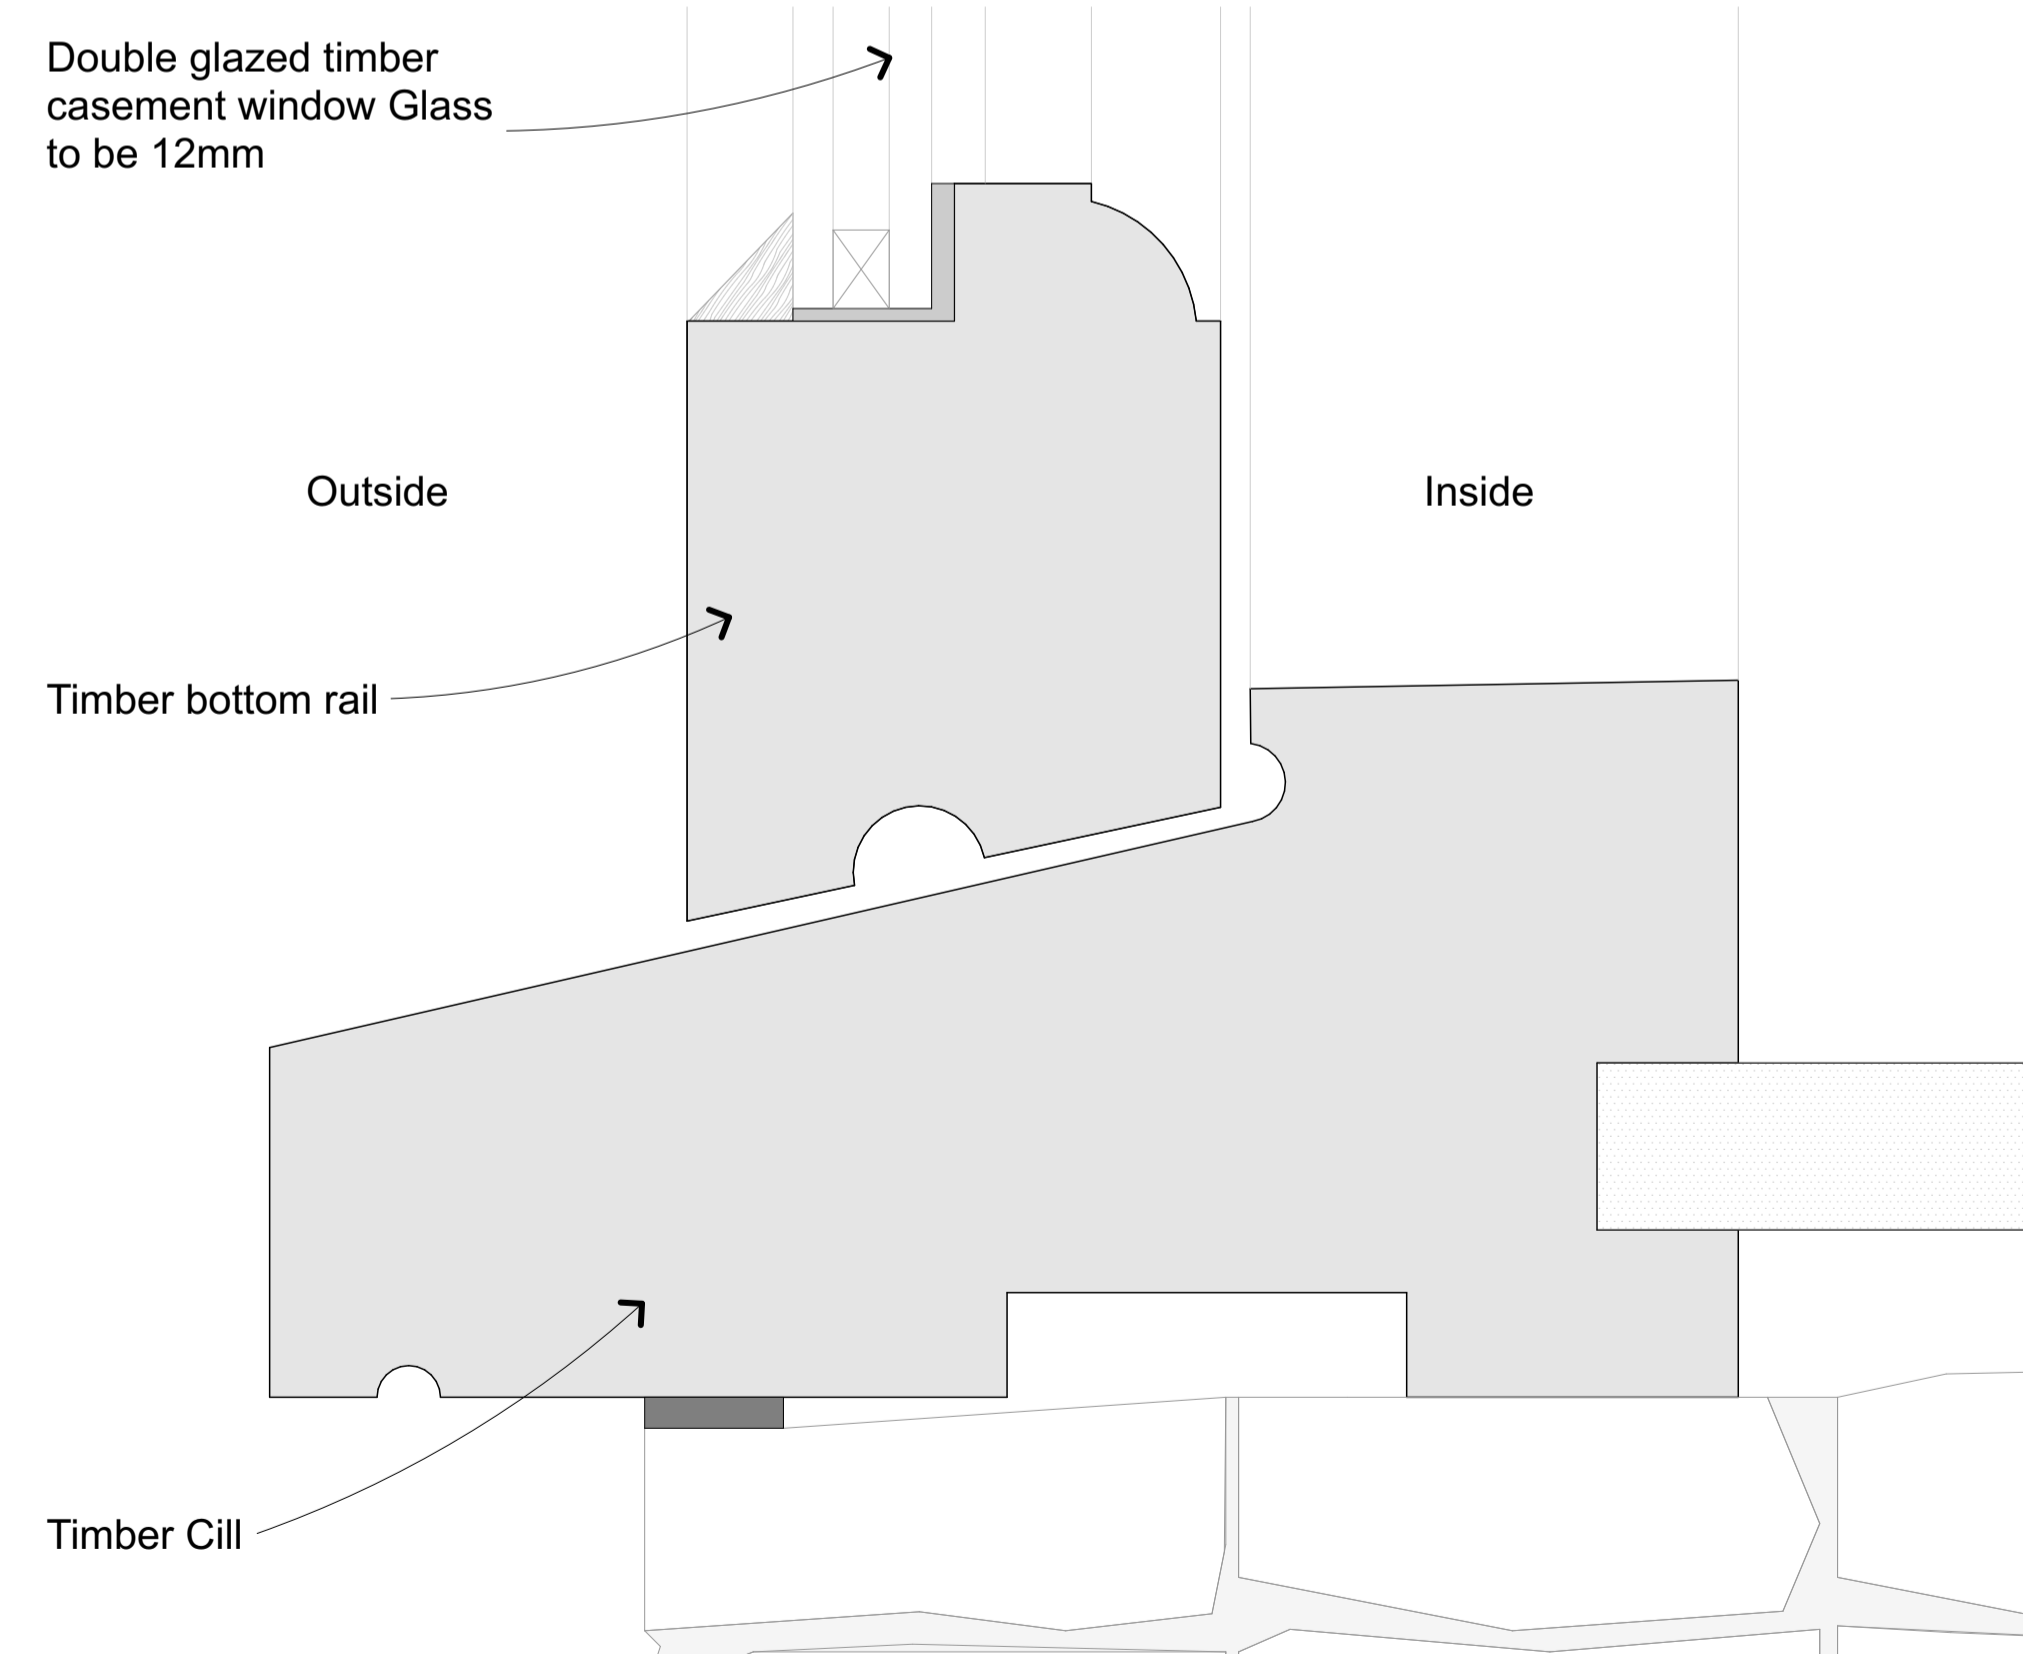 Double glazed timber
casement window Glass
to be 12mm
Outside
Inside
Timber bottom rail
Timber Cill